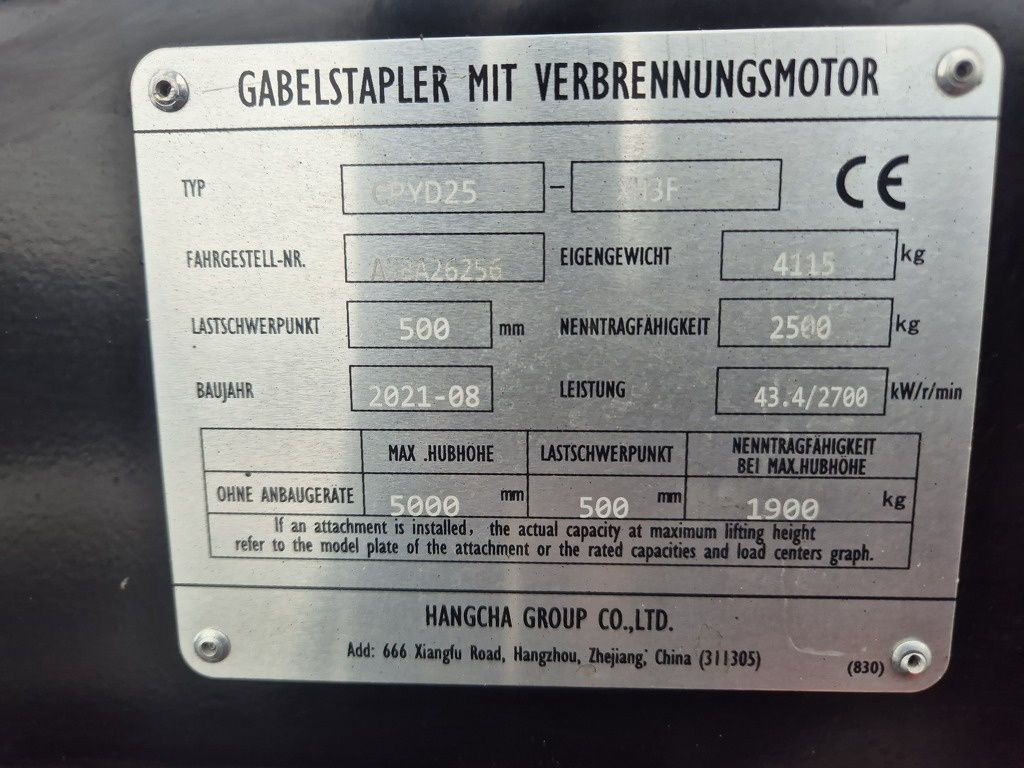 GABELSTAPLER MIT VERBRENNUNGSMOTOR
TYP CPYD25 - 3F CE
FAHRGESTELL-NR. EIGENGEWICHT 4115 kg
LASTSCHWERPUNKT 500 mm NENNTRAGFÄHIGKEIT 2500 kg
BAUJAHR 2021-08 LEISTUNG 43.4/2700 kW/r/min
MAX .HUBHÖHE LASTSCHWERPUNKT NENNTRAGFÄHIGKEIT
BEI MAX.HUBHÖHE
OHNE ANBAUGERÄTE 5000 mm 500 mm 1900 kg
If an attachment is installed, the actual capacity at maximum lifting height
refer to the model plate of the attachment or the rated capacities and load centers graph.
HANGCHA GROUP CO.,LTD.
Add: 666 Xiangfu Road, Hangzhou, Zhejiang, China (311305)
(830)